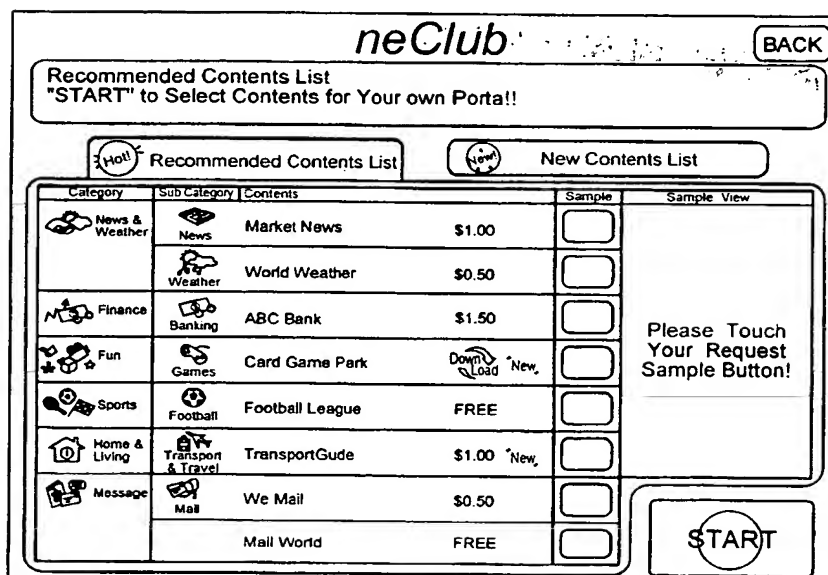 neClub
BACK
Recommended Contents List
"START" to Select Contents for Your own Porta!!
Hot! Recommended Contents List
New! New Contents List
Category Sub Category Contents Sample Sample View
News & Weather News Market News $1.00
Weather World Weather $0.50
Finance Banking ABC Bank $1.50
Fun Games Card Game Park Down Load New
Sports Football Football League FREE
Home & Living Transport & Travel TransportGude $1.00 New
Message Mail We Mail $0.50
Mail World FREE
Please Touch
Your Request
Sample Button!
START